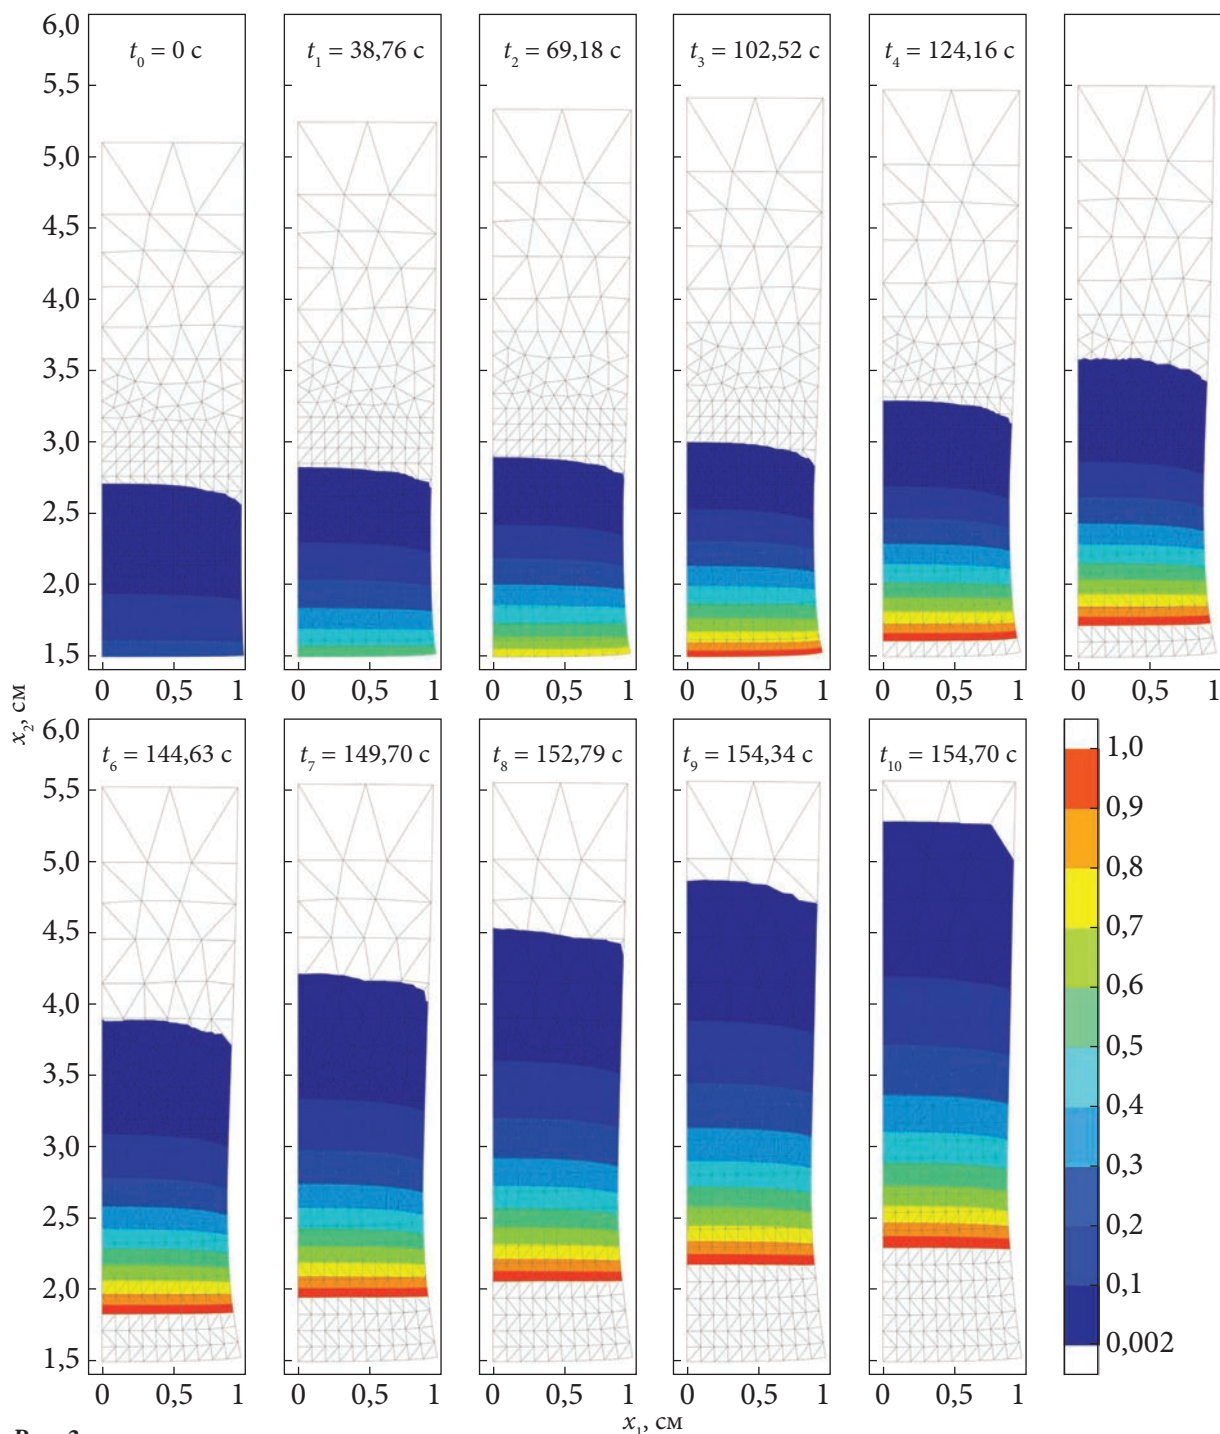 6,0
5,5
5,0
4,5
4,0
3,5
3,0
2,5
2,0
1,5
t0 = 0 c
t1 = 38,76 c
t2 = 69,18 c
t3 = 102,52 c
t4 = 124,16 c
0 0,5 1
0 0,5 1
0 0,5 1
0 0,5 1
0 0,5 1
0 0,5 1
x2, см
6,0
5,5
5,0
4,5
4,0
3,5
3,0
2,5
2,0
1,5
t6 = 144,63 c
t7 = 149,70 c
t8 = 152,79 c
t9 = 154,34 c
t10 = 154,70 c
0 0,5 1
0 0,5 1
0 0,5 1
0 0,5 1
0 0,5 1
1,0
0,9
0,8
0,7
0,6
0,5
0,4
0,3
0,2
0,1
0,002
x1, см